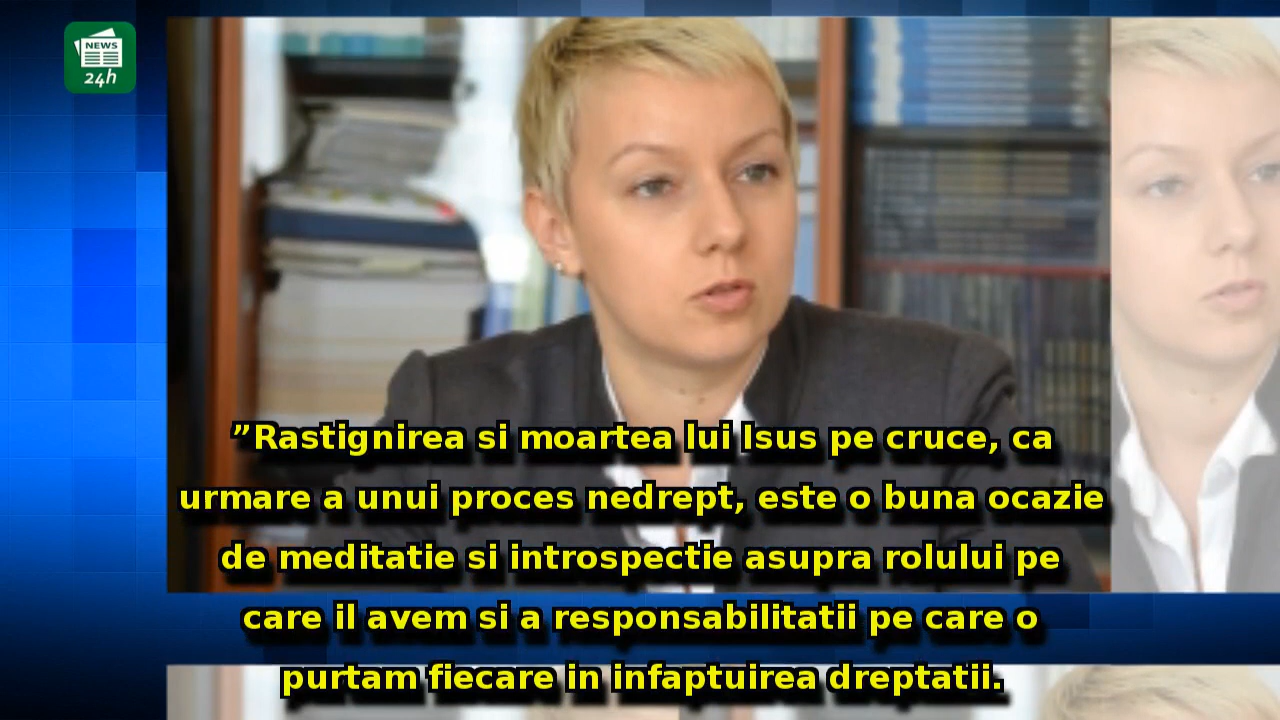 NEWS
24h
”Rastignirea si moartea lui Isus pe cruce, ca
urmare a unui proces nedrept, este o buna ocazie
de meditatie si introspectie asupra rolului pe
care il avem si a responsabilitatii pe care o
purtam fiecare in infaptuirea dreptatii.